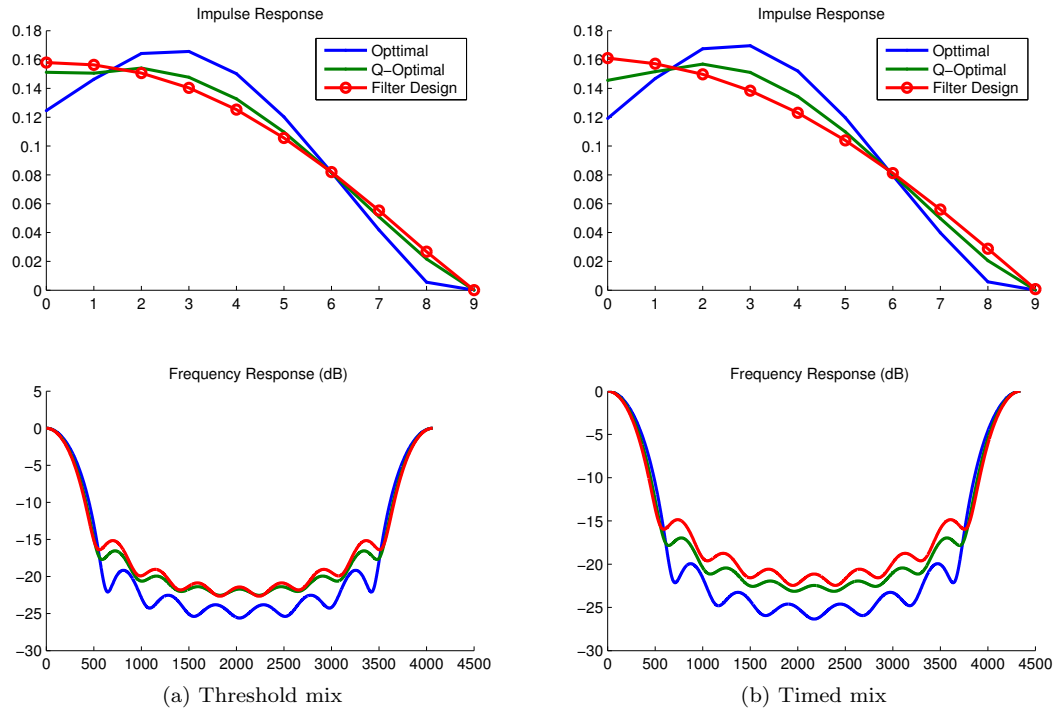 Impulse Response
0.18
0.16
0.14
0.12
0.1
0.08
0.06
0.04
0.02
0
0 1 2 3 4 5 6 7 8 9
Opttimal
Q-Optimal
Filter Design
Impulse Response
0.18
0.16
0.14
0.12
0.1
0.08
0.06
0.04
0.02
0
0 1 2 3 4 5 6 7 8 9
Opttimal
Q-Optimal
Filter Design
Frequency Response (dB)
5
0
−5
−10
−15
−20
−25
−30
0 500 1000 1500 2000 2500 3000 3500 4000 4500
(a) Threshold mix
Frequency Response (dB)
0
−5
−10
−15
−20
−25
−30
0 500 1000 1500 2000 2500 3000 3500 4000 4500
(b) Timed mix